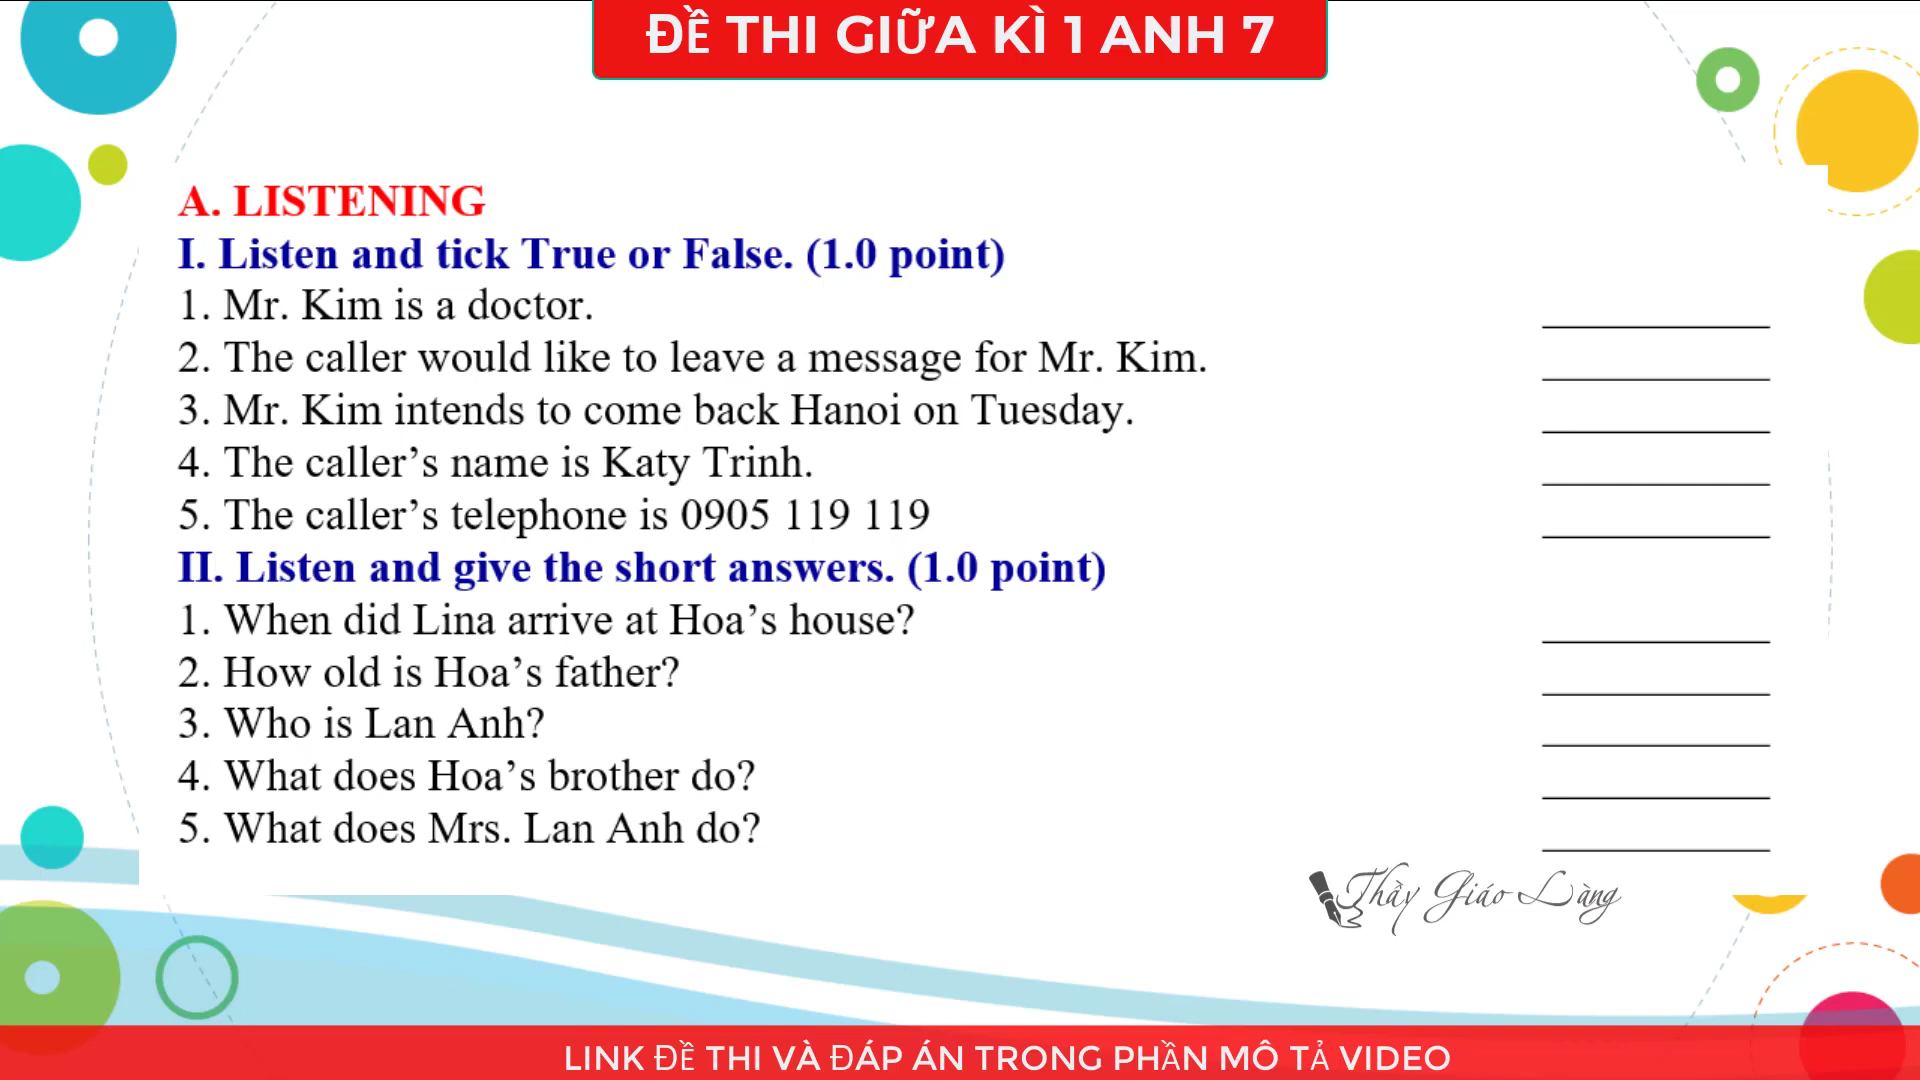 ĐỀ THI GIỮA KÌ 1 ANH 7
A. LISTENING
I. Listen and tick True or False. (1.0 point)
1. Mr. Kim is a doctor.
2. The caller would like to leave a message for Mr. Kim.
3. Mr. Kim intends to come back Hanoi on Tuesday.
4. The caller’s name is Katy Trinh.
5. The caller’s telephone is 0905 119 119
II. Listen and give the short answers. (1.0 point)
1. When did Lina arrive at Hoa’s house?
2. How old is Hoa’s father?
3. Who is Lan Anh?
4. What does Hoa’s brother do?
5. What does Mrs. Lan Anh do?
Thầy Giáo Làng
LINK ĐỀ THI VÀ ĐÁP ÁN TRONG PHẦN MÔ TẢ VIDEO